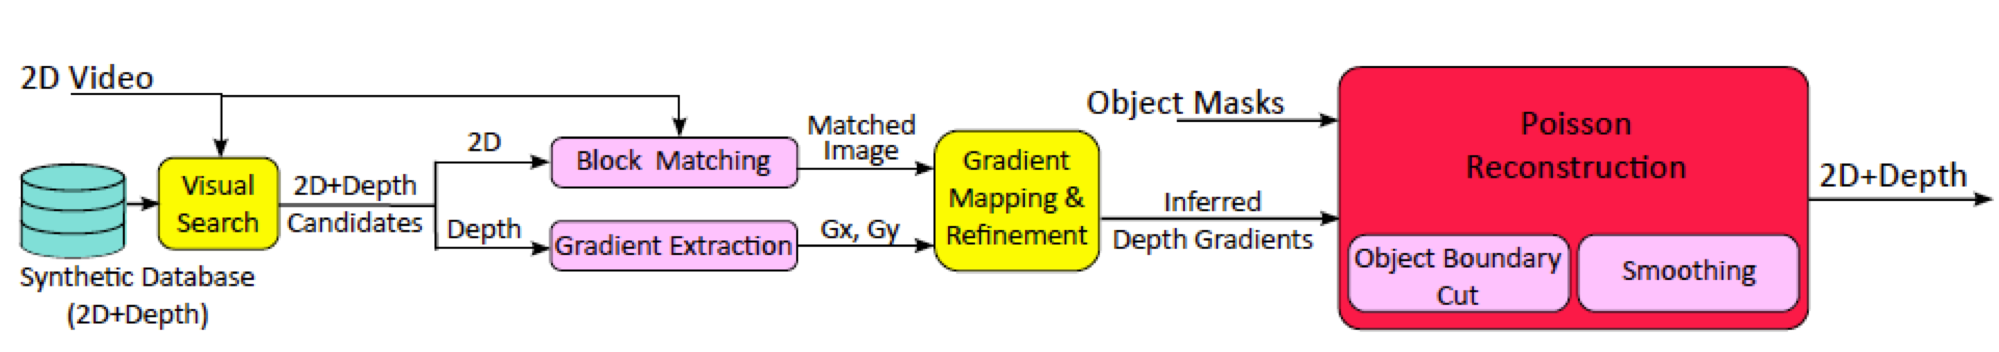 2D Video
Synthetic Database
(2D+Depth)
Visual
Search
2D+Depth
Candidates
2D
Depth
Block Matching
Gradient Extraction
Matched
Image
Gx, Gy
Gradient
Mapping &
Refinement
Object Masks
Inferred
Depth Gradients
Poisson
Reconstruction
Object Boundary
Cut
Smoothing
2D+Depth